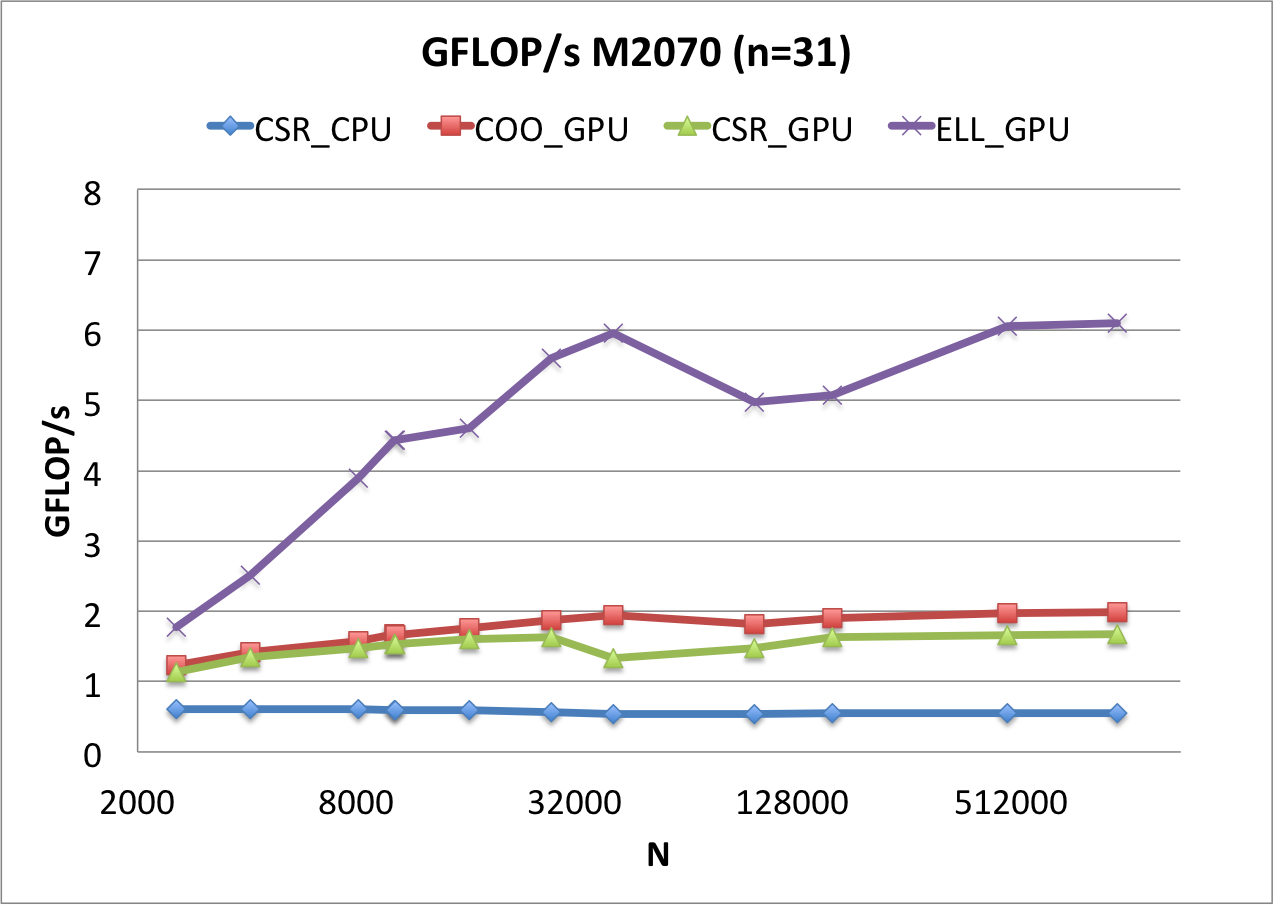 GFLOP/s M2070 (n=31)
CSR_CPU COO_GPU CSR_GPU ELL_GPU
8
7
6
5
4
3
2
1
0
GFLOP/s
2000 8000 32000 128000 512000
N